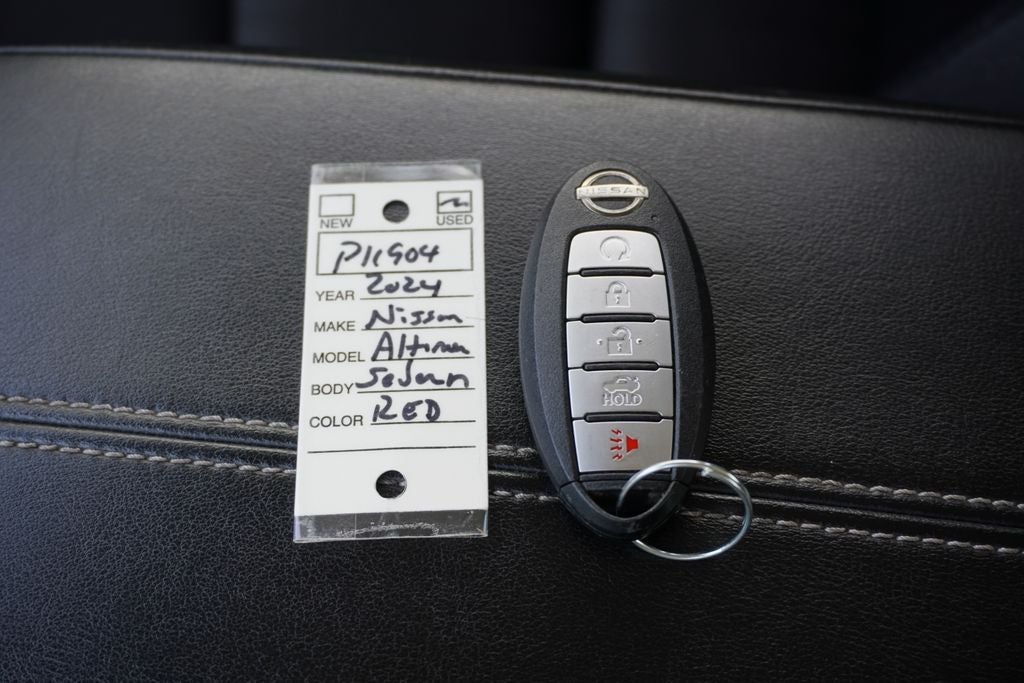 NEW USED
P11904
YEAR 2024
MAKE Nissan
MODEL Altima
BODY Sedan
COLOR RED
NISSAN
HOLD